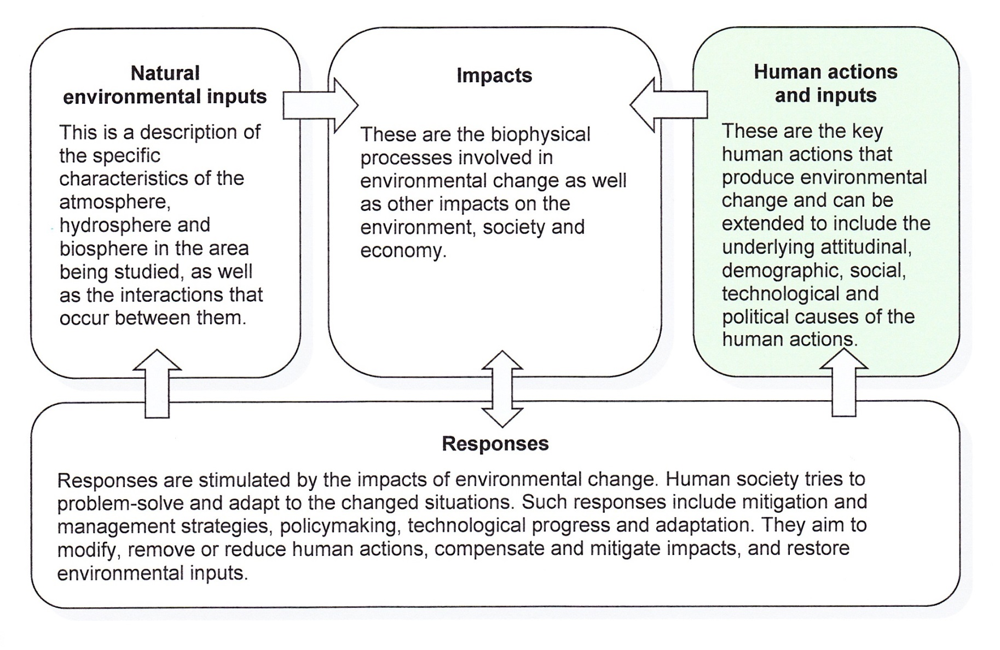 Natural
environmental inputs
This is a description of
the specific
characteristics of the
atmosphere,
hydrosphere and
biosphere in the area
being studied, as well
as the interactions that
occur between them.
Impacts
These are the biophysical
processes involved in
environmental change as well
as other impacts on the
environment, society and
economy.
Human actions
and inputs
These are the key
human actions that
produce environmental
change and can be
extended to include the
underlying attitudinal,
demographic, social,
technological and
political causes of the
human actions.
Responses
Responses are stimulated by the impacts of environmental change. Human society tries to
problem-solve and adapt to the changed situations. Such responses include mitigation and
management strategies, policymaking, technological progress and adaptation. They aim to
modify, remove or reduce human actions, compensate and mitigate impacts, and restore
environmental inputs.